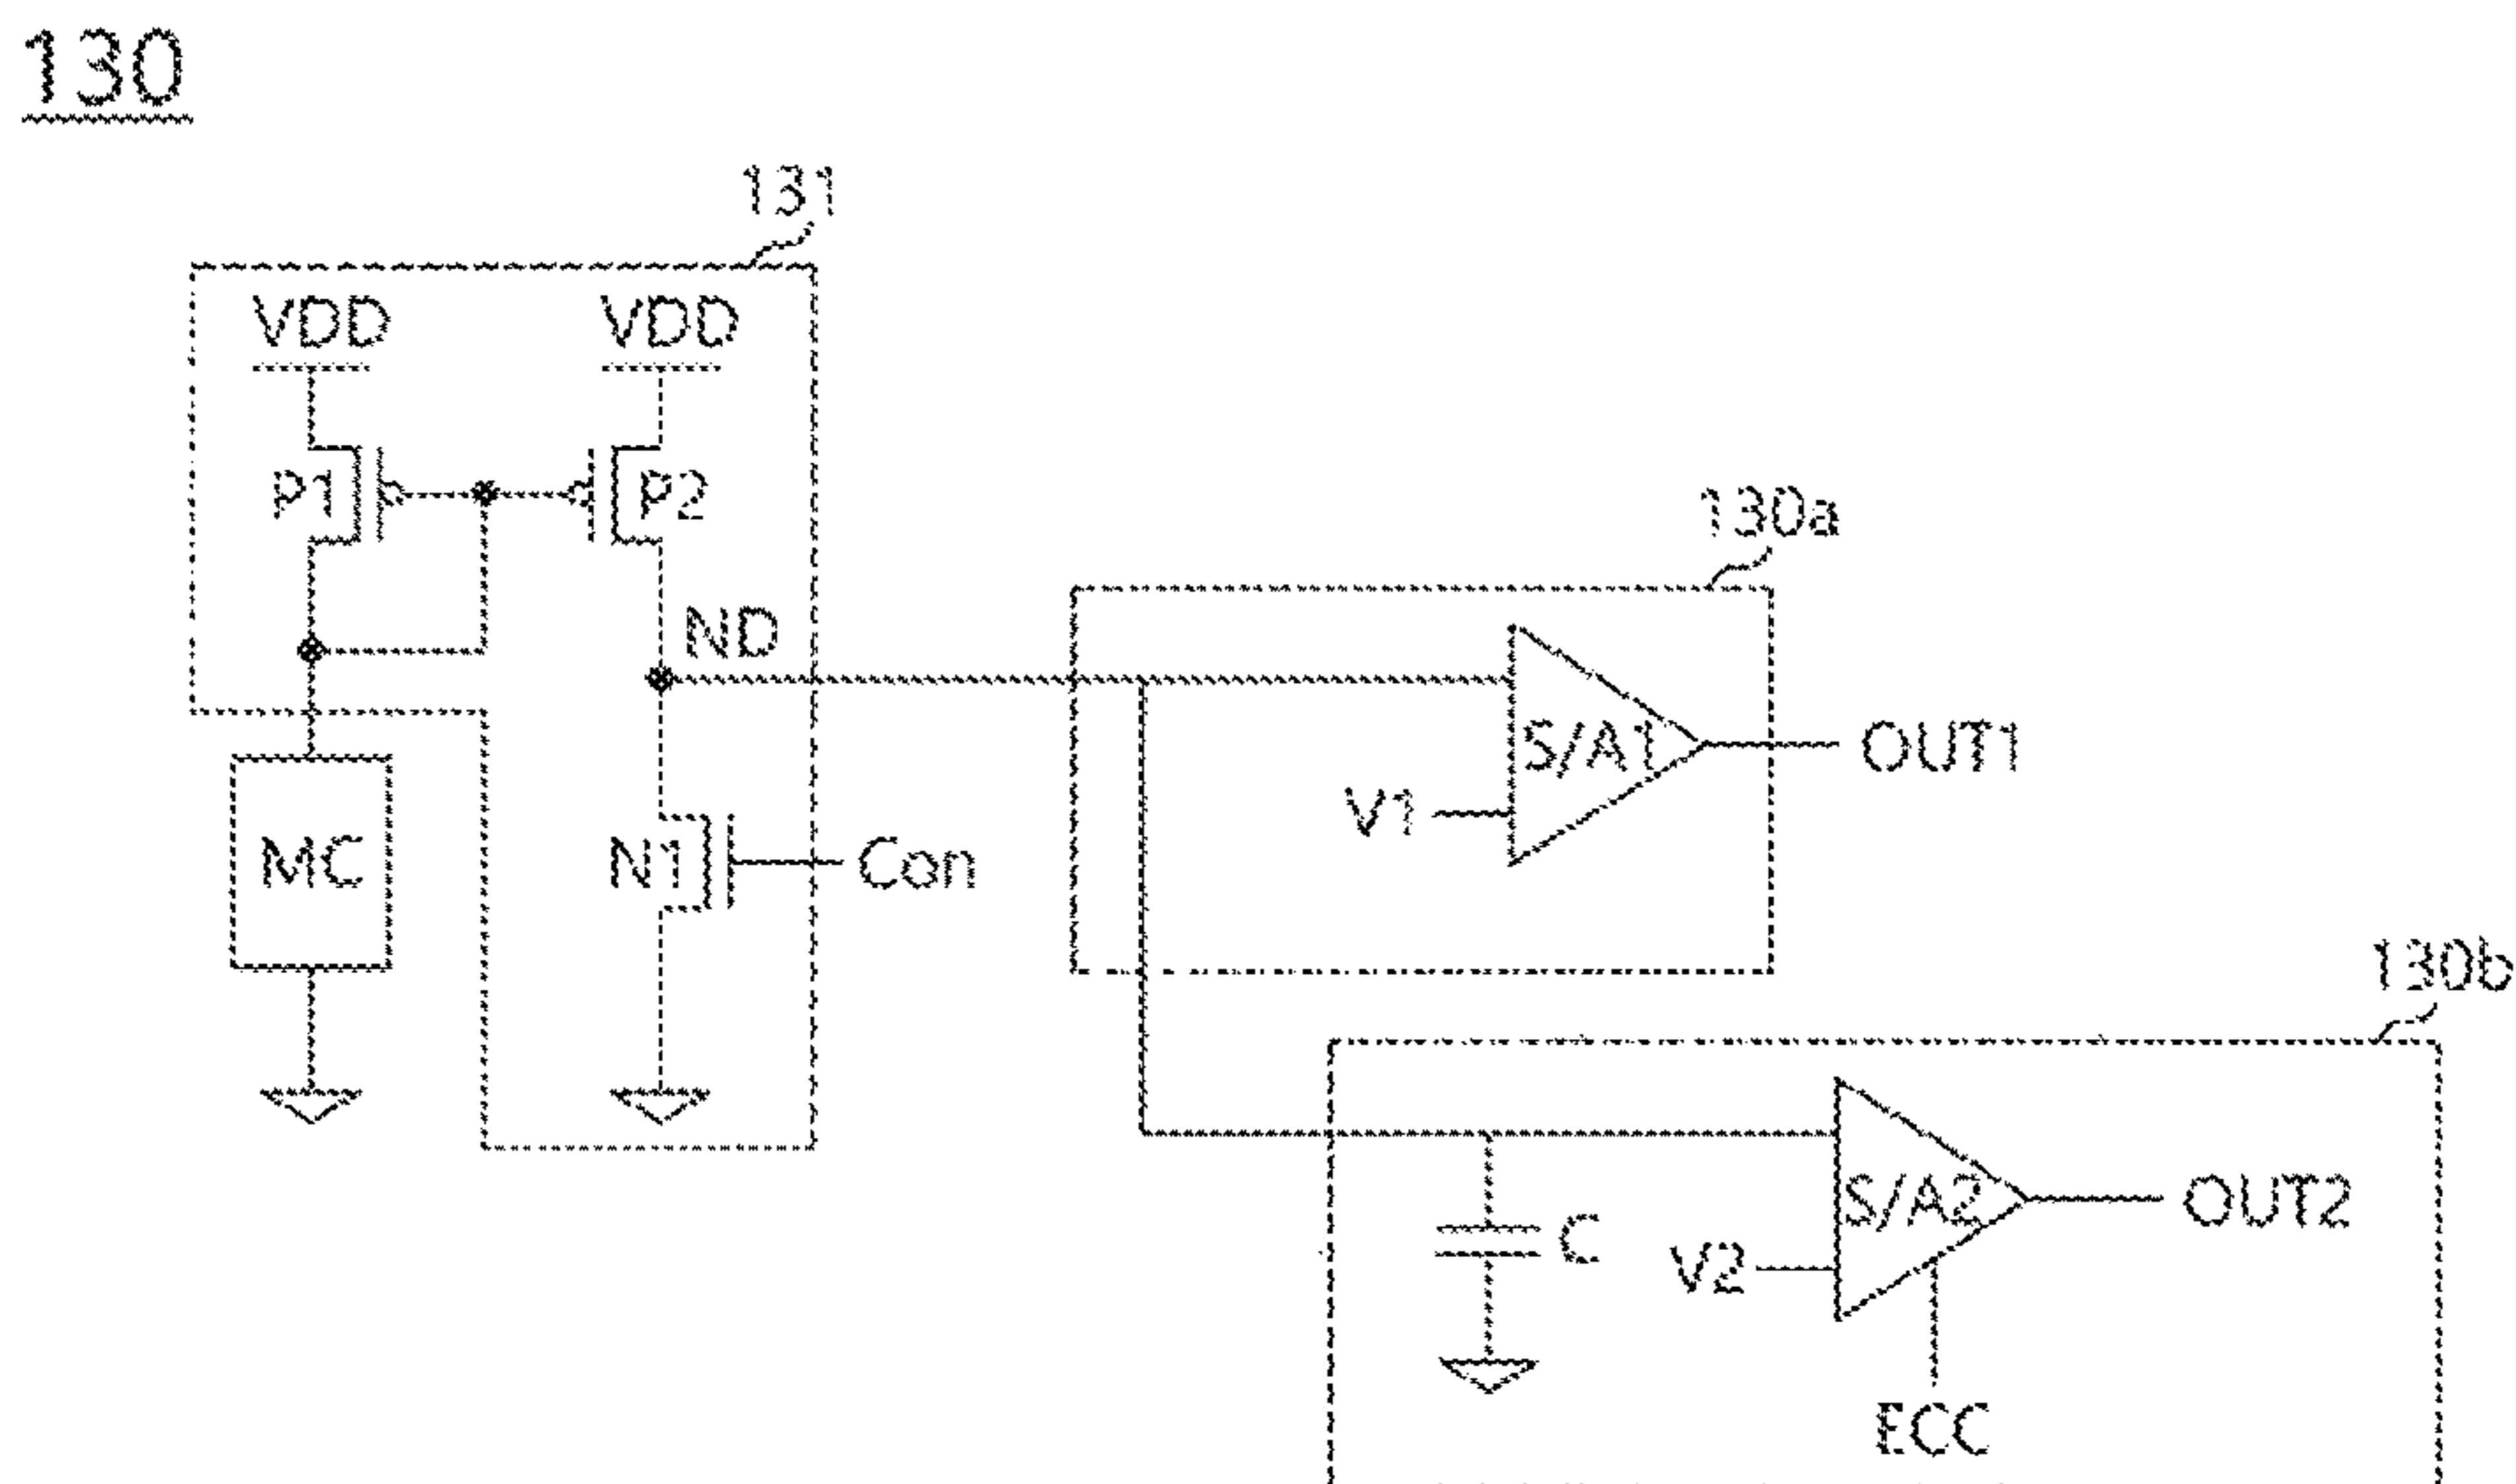 130
131
VDD VDD
P1 P2
130a
ND
S/A1 OUT1
V1
MC N1 Con
130b
S/A2 OUT2
C V2
ECC